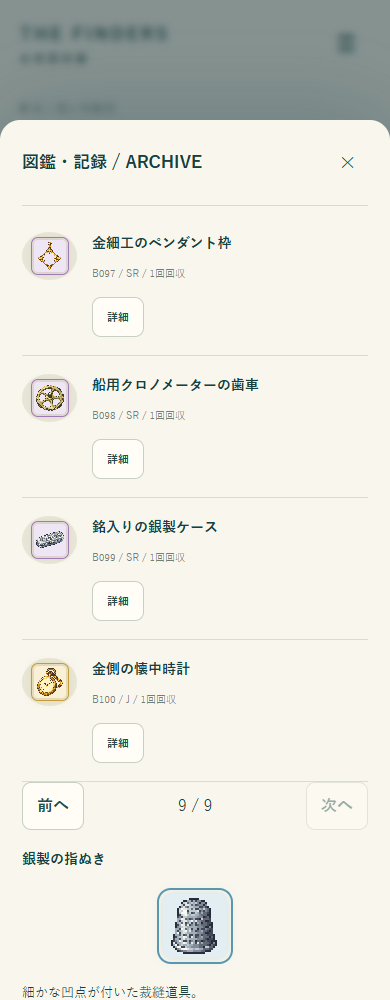 THE FINDERS
図鑑・記録 / ARCHIVE
金細工のペンダント枠
B097 / SR / 1回回収
詳細
船用クロノメーターの歯車
B098 / SR / 1回回収
詳細
銘入りの銀製ケース
B099 / SR / 1回回収
詳細
金側の懐中時計
B100 / J / 1回回収
詳細
前へ
9 / 9
次へ
銀製の指ぬき
細かな凹点が付いた裁縫道具。